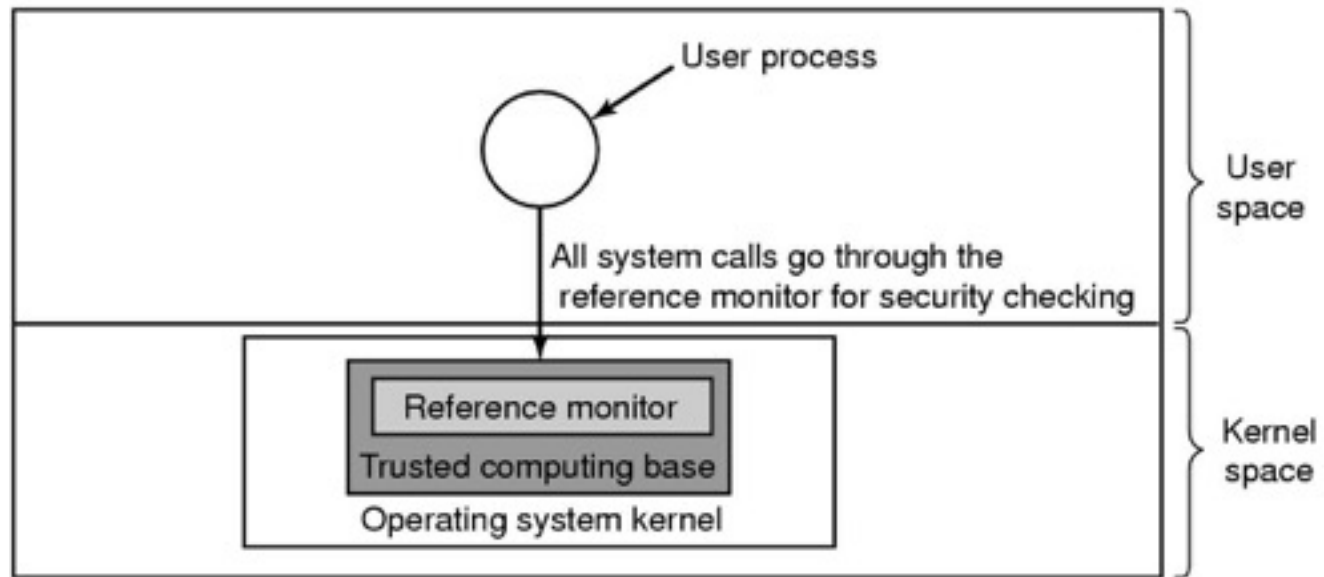 User process
User
space
All system calls go through the
reference monitor for security checking
Reference monitor
Trusted computing base
Operating system kernel
Kernel
space